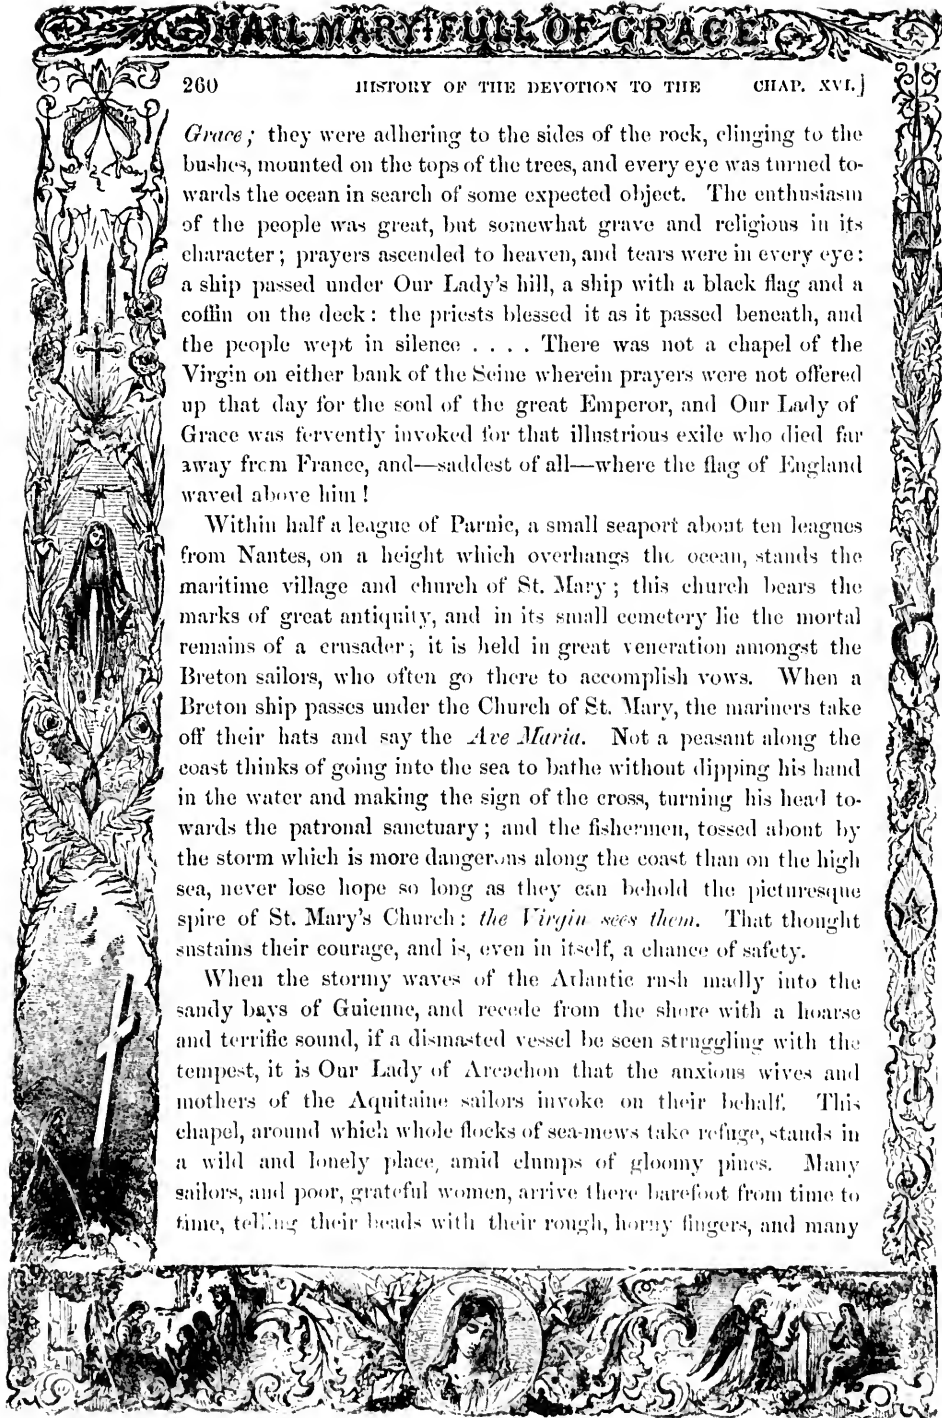 HAIL MARY FULL OF GRACE
260 HISTORY OF THE DEVOTION TO THE CHAP. XVI.]
Grace; they were adhering to the sides of the rock, clinging to the
bushes, mounted on the tops of the trees, and every eye was turned to-
wards the ocean in search of some expected object. The enthusiasm
of the people was great, but somewhat grave and religious in its
character; prayers ascended to heaven, and tears were in every eye:
a ship passed under Our Lady's hill, a ship with a black flag and a
coffin on the deck: the priests blessed it as it passed beneath, and
the people wept in silence . . . . There was not a chapel of the
Virgin on either bank of the Seine wherein prayers were not offered
up that day for the soul of the great Emperor, and Our Lady of
Grace was fervently invoked for that illustrious exile who died far
away from France, and—saddest of all—where the flag of England
waved above him!
Within half a league of Parnic, a small seaport about ten leagues
from Nantes, on a height which overhangs the ocean, stands the
maritime village and church of St. Mary; this church bears the
marks of great antiquity, and in its small cemetery lie the mortal
remains of a crusader; it is held in great veneration amongst the
Breton sailors, who often go there to accomplish vows. When a
Breton ship passes under the Church of St. Mary, the mariners take
off their hats and say the Ave Maria. Not a peasant along the
coast thinks of going into the sea to bathe without dipping his hand
in the water and making the sign of the cross, turning his head to-
wards the patronal sanctuary; and the fishermen, tossed about by
the storm which is more dangerous along the coast than on the high
sea, never lose hope so long as they can behold the picturesque
spire of St. Mary's Church: the Virgin sees them. That thought
sustains their courage, and is, even in itself, a chance of safety.
When the stormy waves of the Atlantic rush madly into the
sandy bays of Guienne, and recede from the shore with a hoarse
and terrific sound, if a dismasted vessel be seen struggling with the
tempest, it is Our Lady of Arcachon that the anxious wives and
mothers of the Aquitaine sailors invoke on their behalf. This
chapel, around which whole flocks of sea-mews take refuge, stands in
a wild and lonely place, amid clumps of gloomy pines. Many
sailors, and poor, grateful women, arrive there barefoot from time to
time, telling their beads with their rough, horny fingers, and many